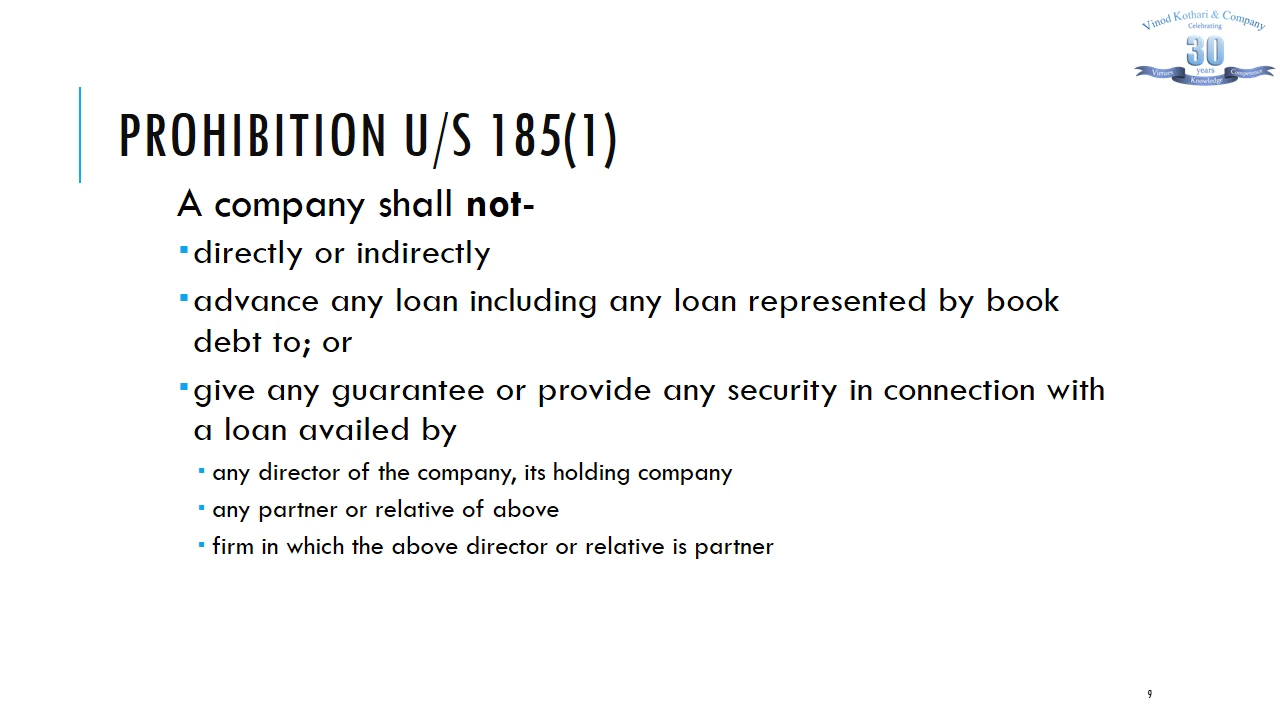 Vinod Kothari & Company
Celebrating
30
years
Virtues
Knowledge
Competence
PROHIBITION U/S 185(1)
A company shall not-
directly or indirectly
advance any loan including any loan represented by book
debt to; or
give any guarantee or provide any security in connection with
a loan availed by
any director of the company, its holding company
any partner or relative of above
firm in which the above director or relative is partner
9